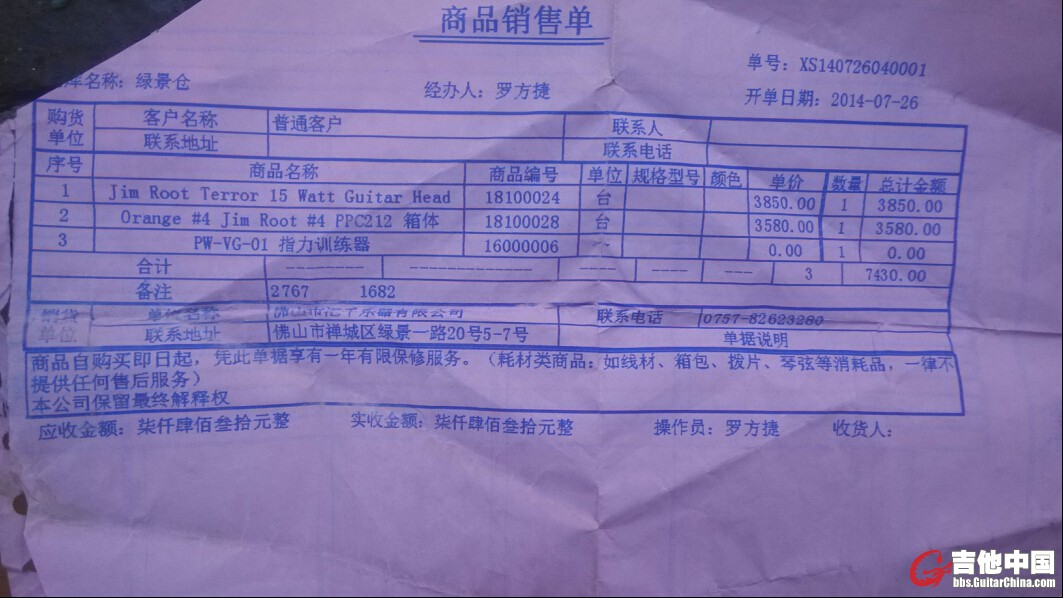 商品销售单
单号：XS140726040001
库名称：绿景仓 经办人：罗方捷 开单日期：2014-07-26
购货单位 客户名称 普通客户 联系人
联系地址 联系电话
序号 商品名称 商品编号 单位 规格型号 颜色 单价 数量 总计金额
1 Jim Root Terror 15 Watt Guitar Head 18100024 台 3850.00 1 3850.00
2 Orange #4 Jim Root #4 PPC212 箱体 18100028 台 3580.00 1 3580.00
3 PW-VG-01 指力训练器 16000006 0.00 1 0.00
合计 -------- ------------- ---- ---- --- 3 7430.00
备注 2767 1682
销货单位 单位名称 佛山市 乐器有限公司 联系电话 0757-82623280
联系地址 佛山市禅城区绿景一路20号5-7号 单据说明
商品自购买即日起，凭此单据享有一年有限保修服务。（耗材类商品：如线材、箱包、拨片、琴弦等消耗品，一律不
提供任何售后服务）
本公司保留最终解释权
应收金额：柒仟肆佰叁拾元整 实收金额：柒仟肆佰叁拾元整 操作员：罗方捷 收货人：
吉他中国
bbs.GuitarChina.com